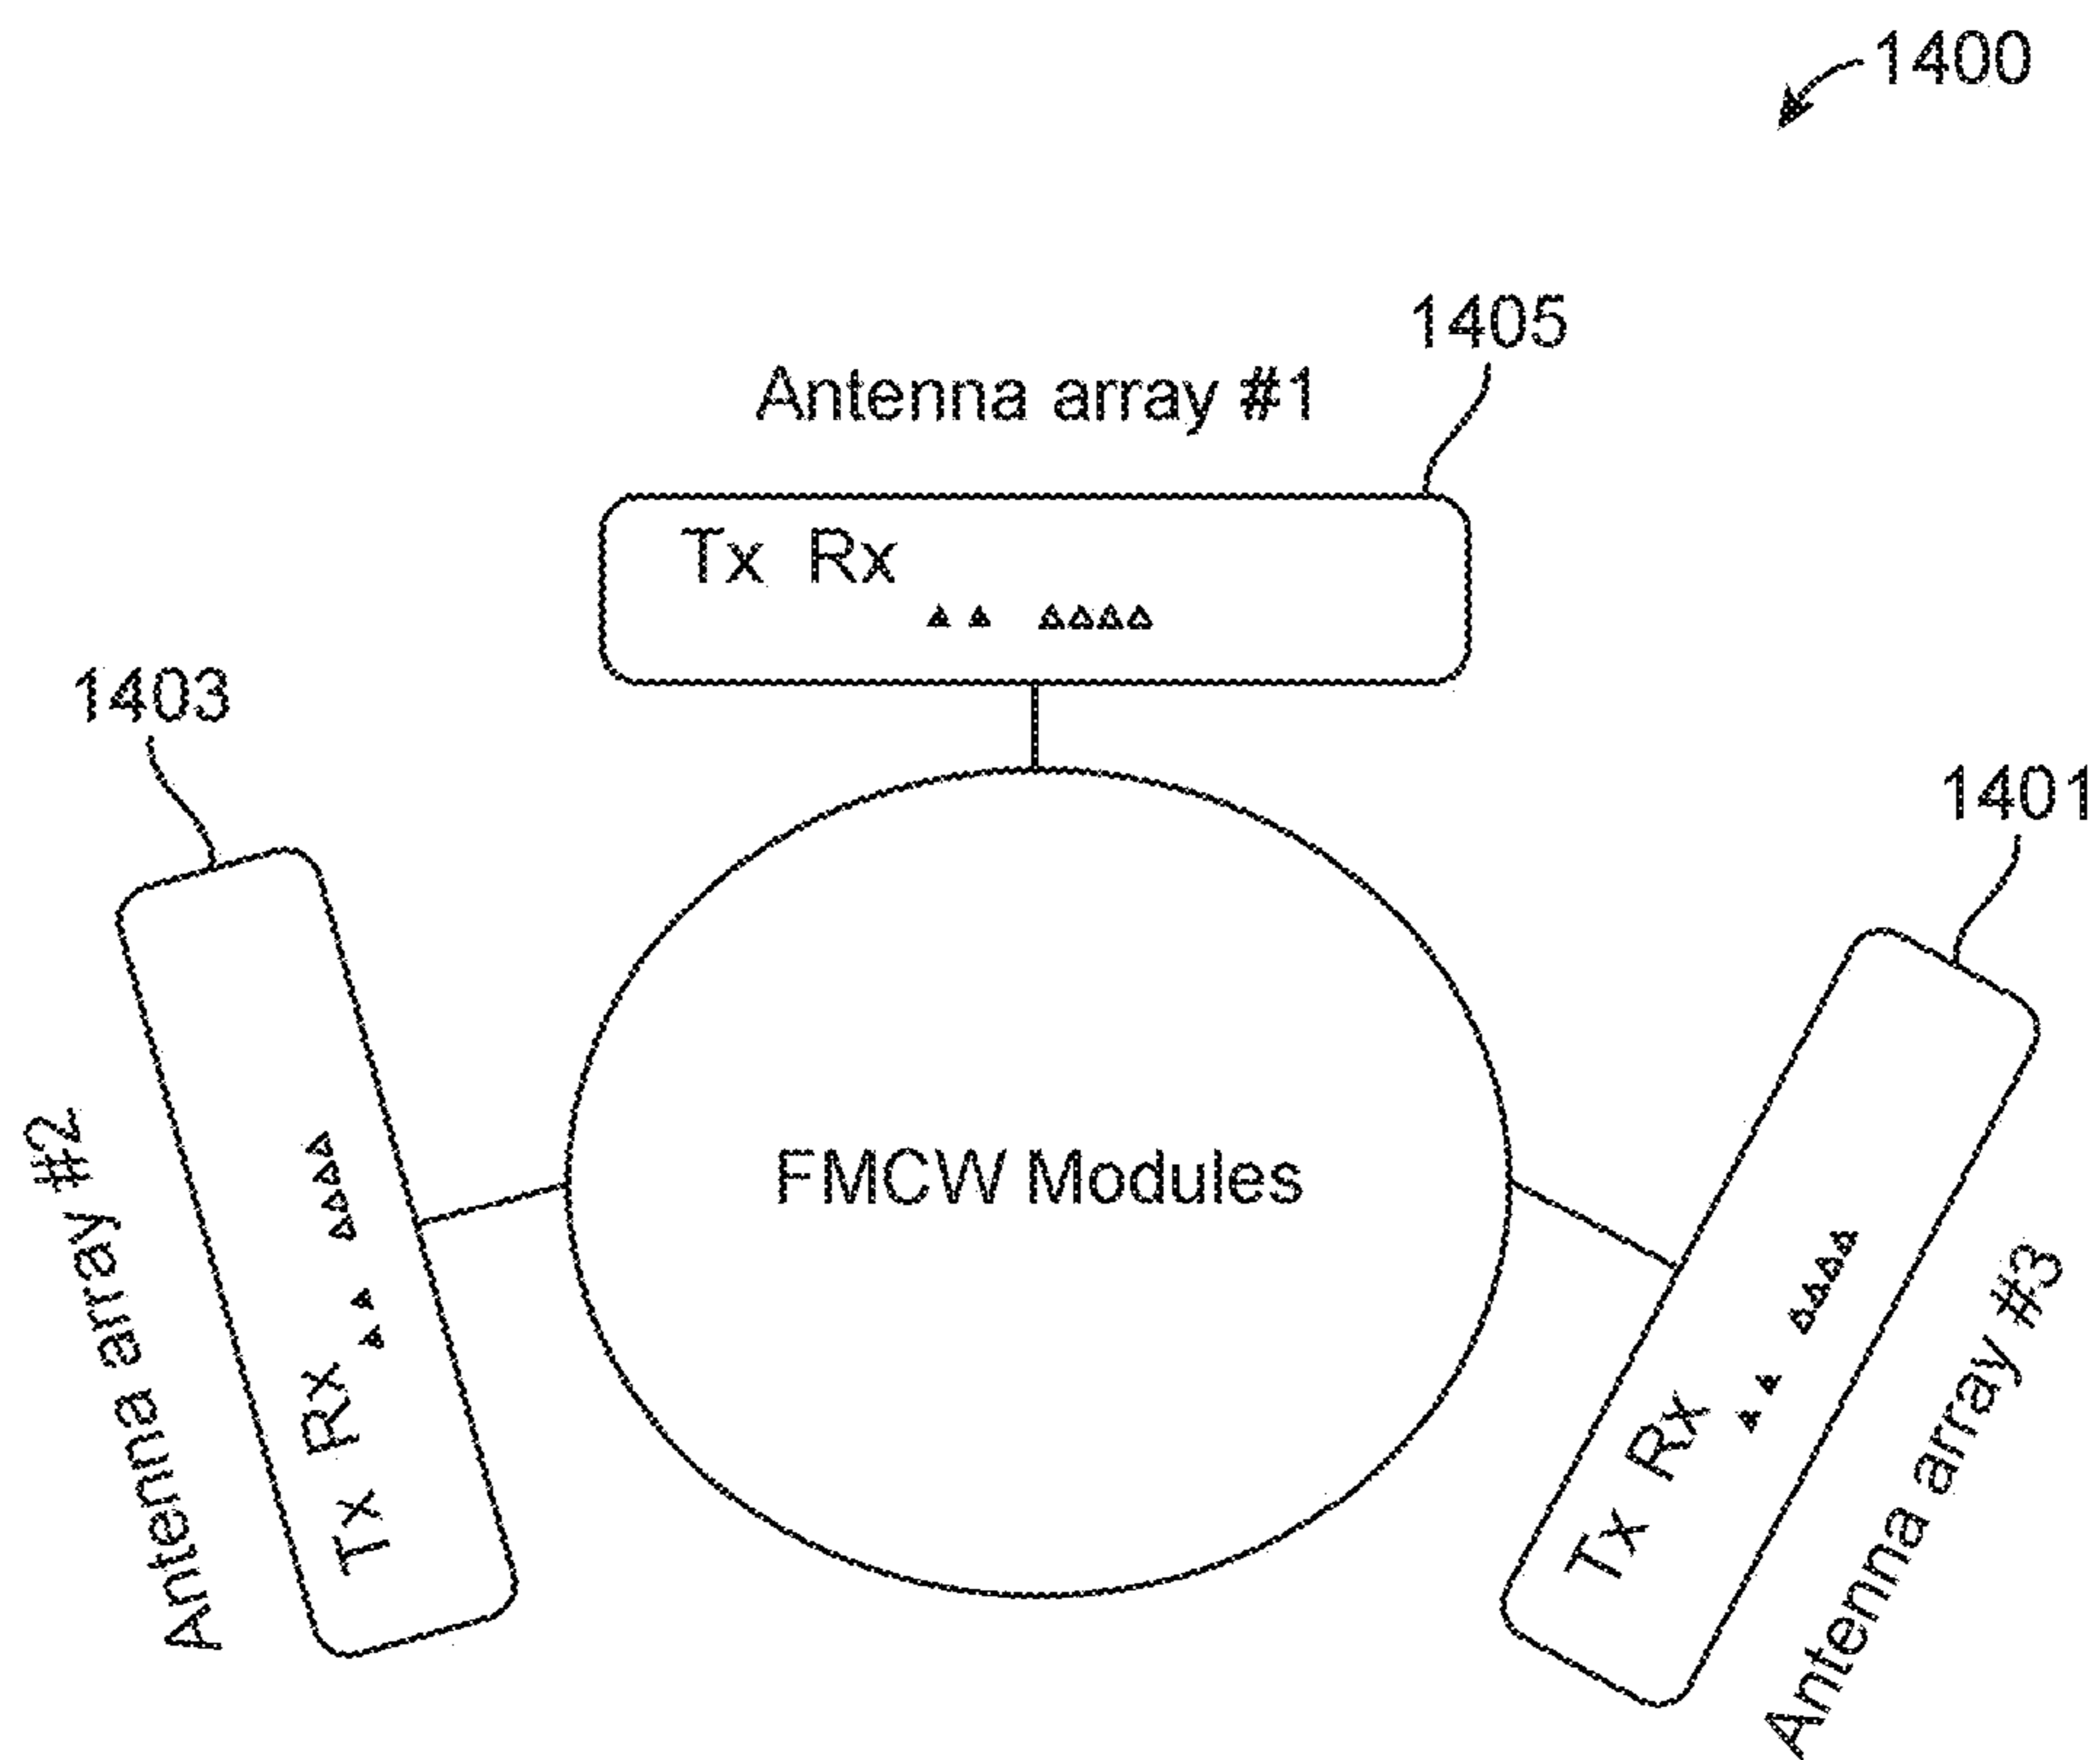 1400
1405
Antenna array #1
Tx Rx
1403
1401
FMCW Modules
Antenna array #2
Tx Rx
Tx Rx
Antenna array #3